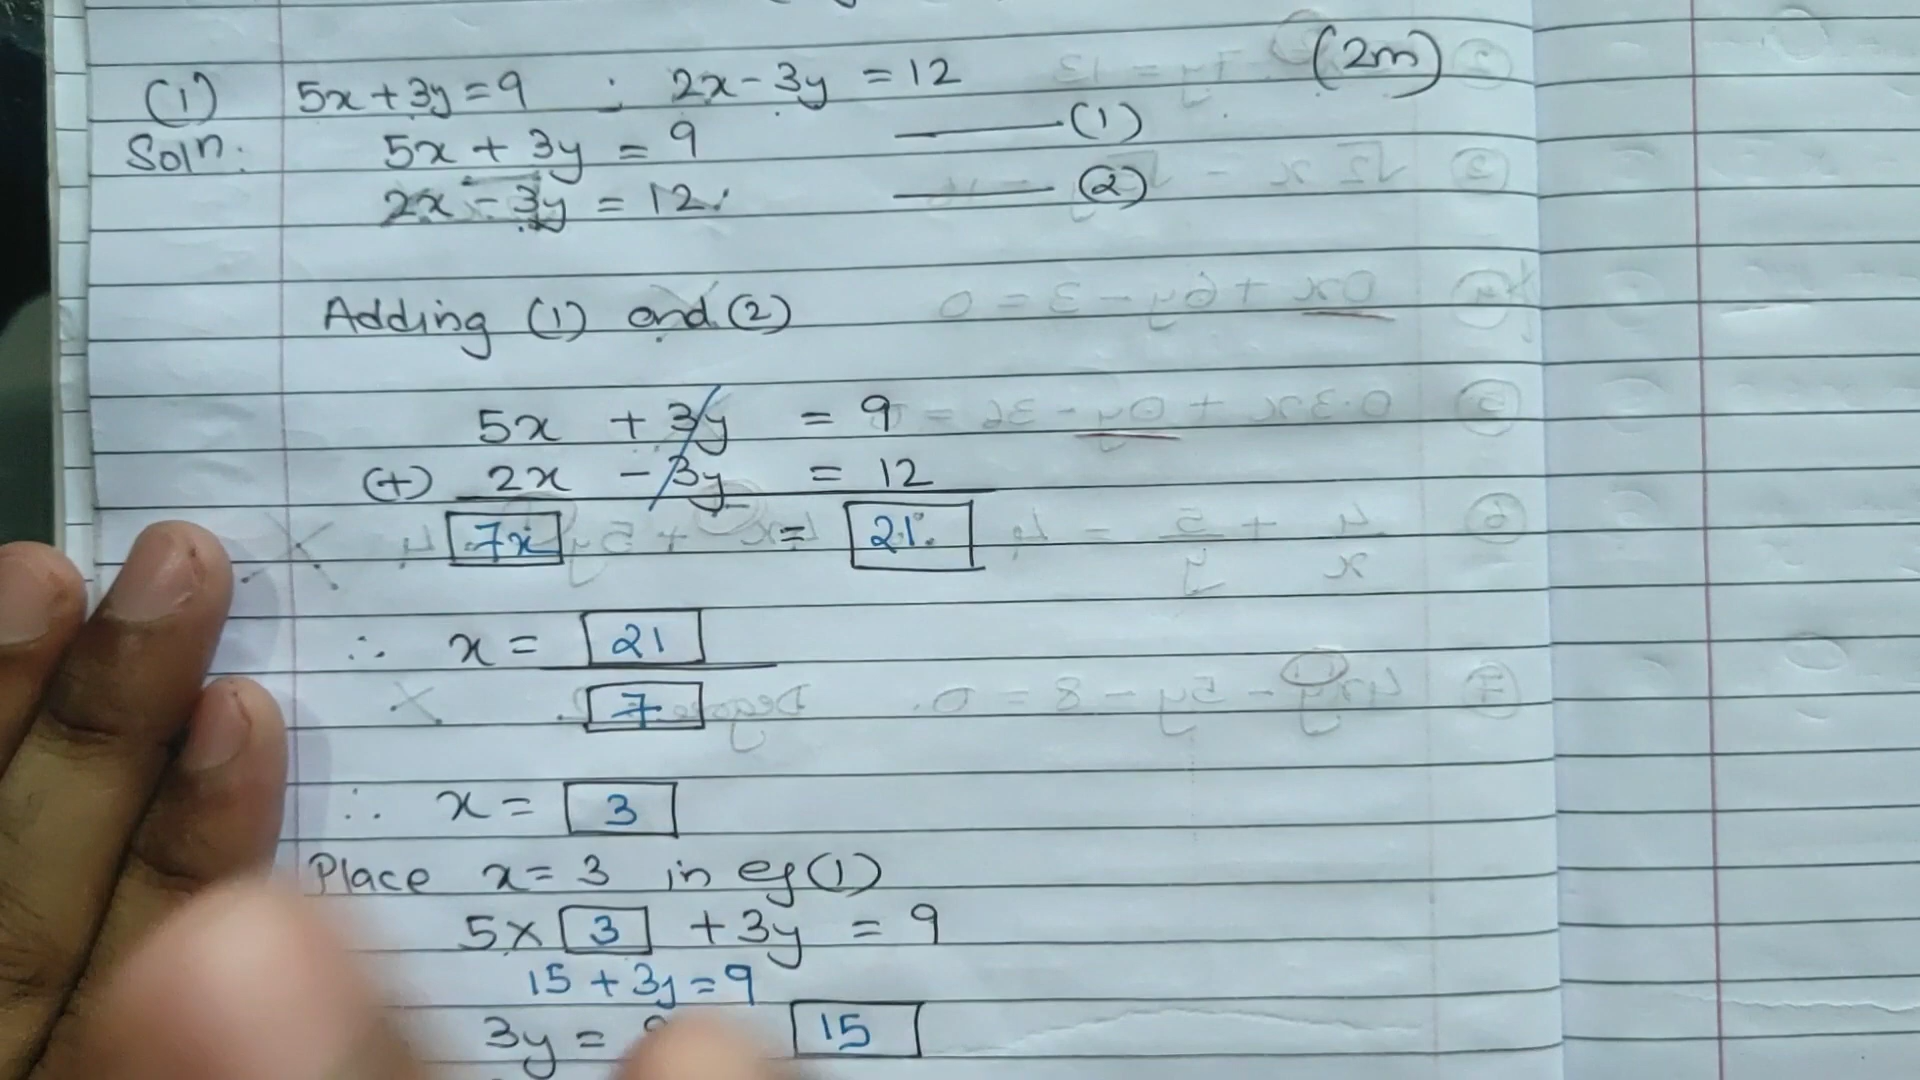 (1) 5x + 3y = 9 ; 2x - 3y = 12 (2m)
Soln: 5x + 3y = 9 ——— (1)
2x - 3y = 12. ——— (2)
Adding (1) and (2)
5x + 3y = 9
(+) 2x - 3y = 12
7x = 21
∴ x = 21
7
∴ x = 3
Place x = 3 in eq (1)
5x 3 + 3y = 9
15 + 3y = 9
3y = 15